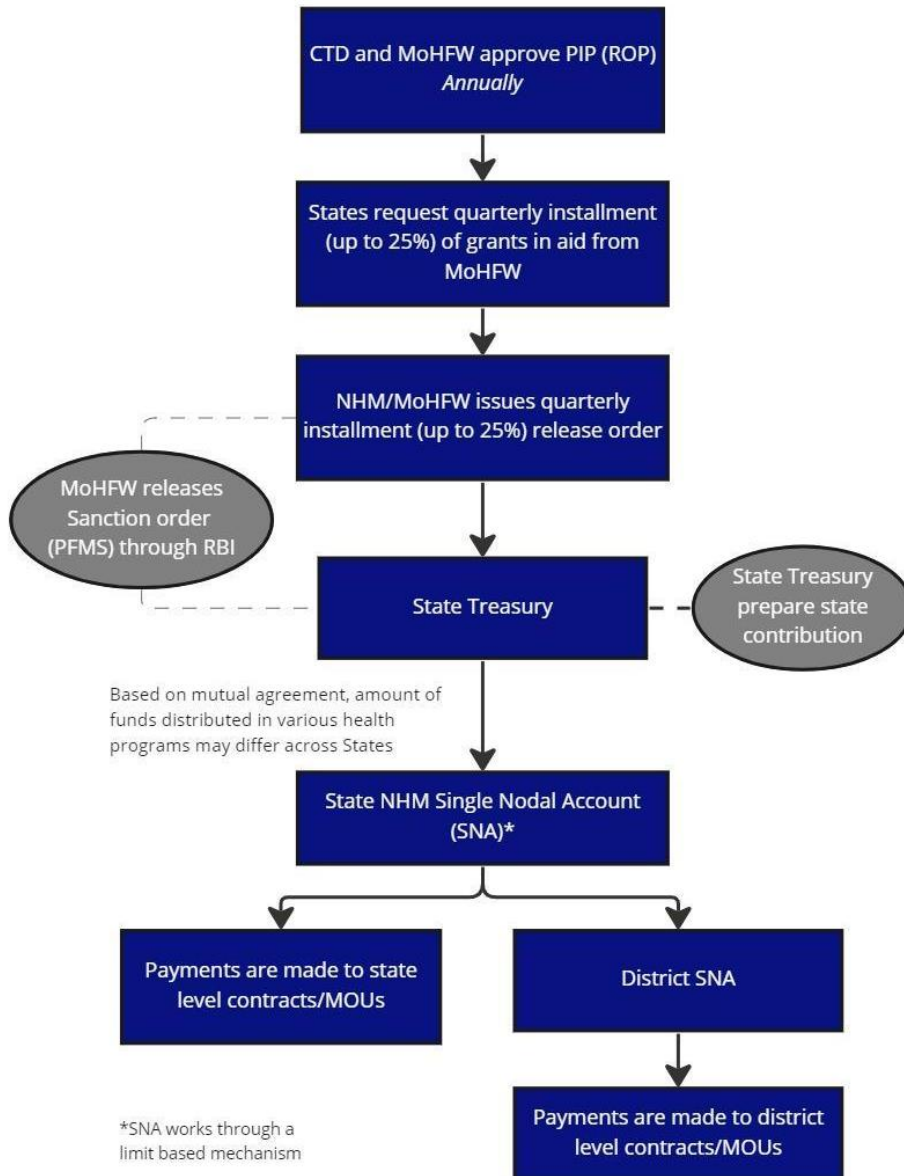 CTD and MoHFW approve PIP (ROP)
Annually
States request quarterly installment
(up to 25%) of grants in aid from
MoHFW
NHM/MoHFW issues quarterly
installment (up to 25%) release order
MoHFW releases
Sanction order
(PFMS) through RBI
State Treasury
State Treasury
prepare state
contribution
Based on mutual agreement, amount of
funds distributed in various health
programs may differ across States
State NHM Single Nodal Account
(SNA)*
Payments are made to state
level contracts/MOUs
District SNA
Payments are made to district
level contracts/MOUs
*SNA works through a
limit based mechanism